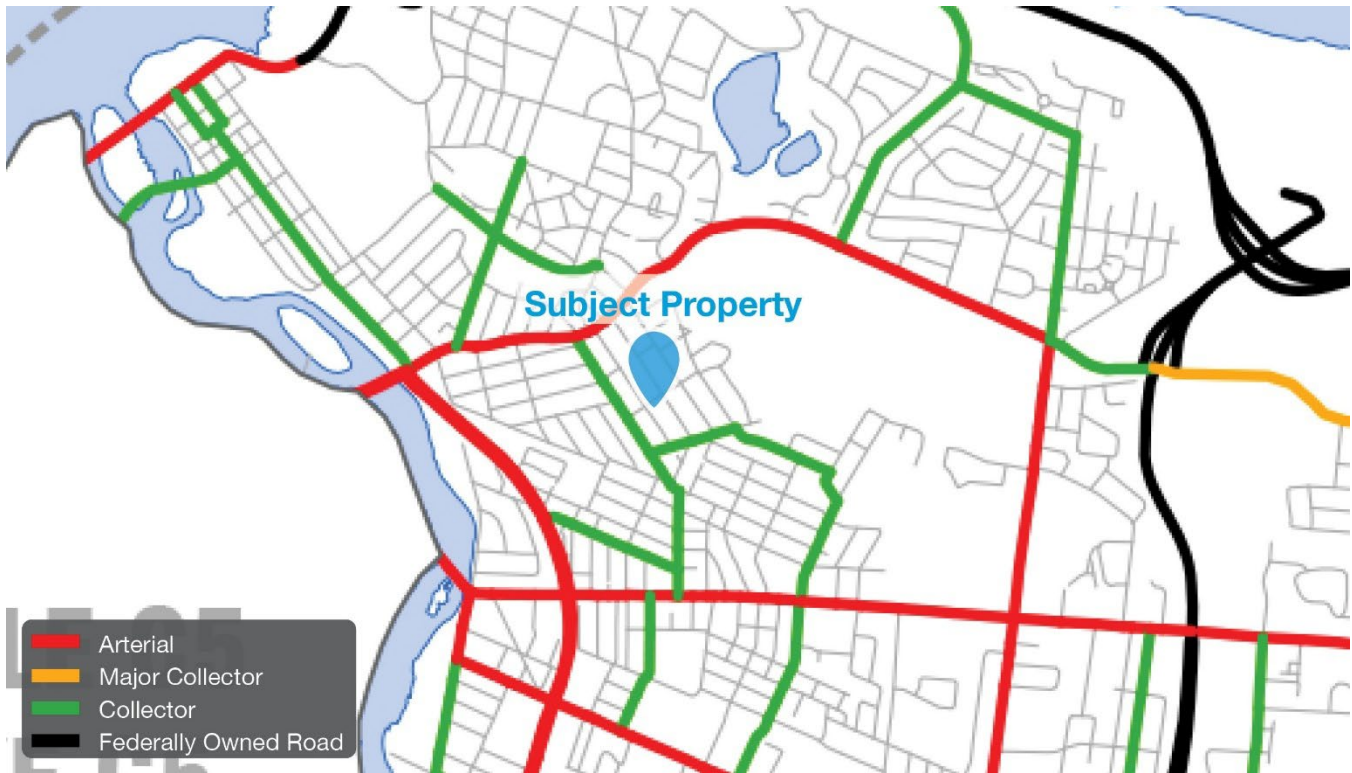 Subject Property
Arterial
Major Collector
Collector
Federally Owned Road